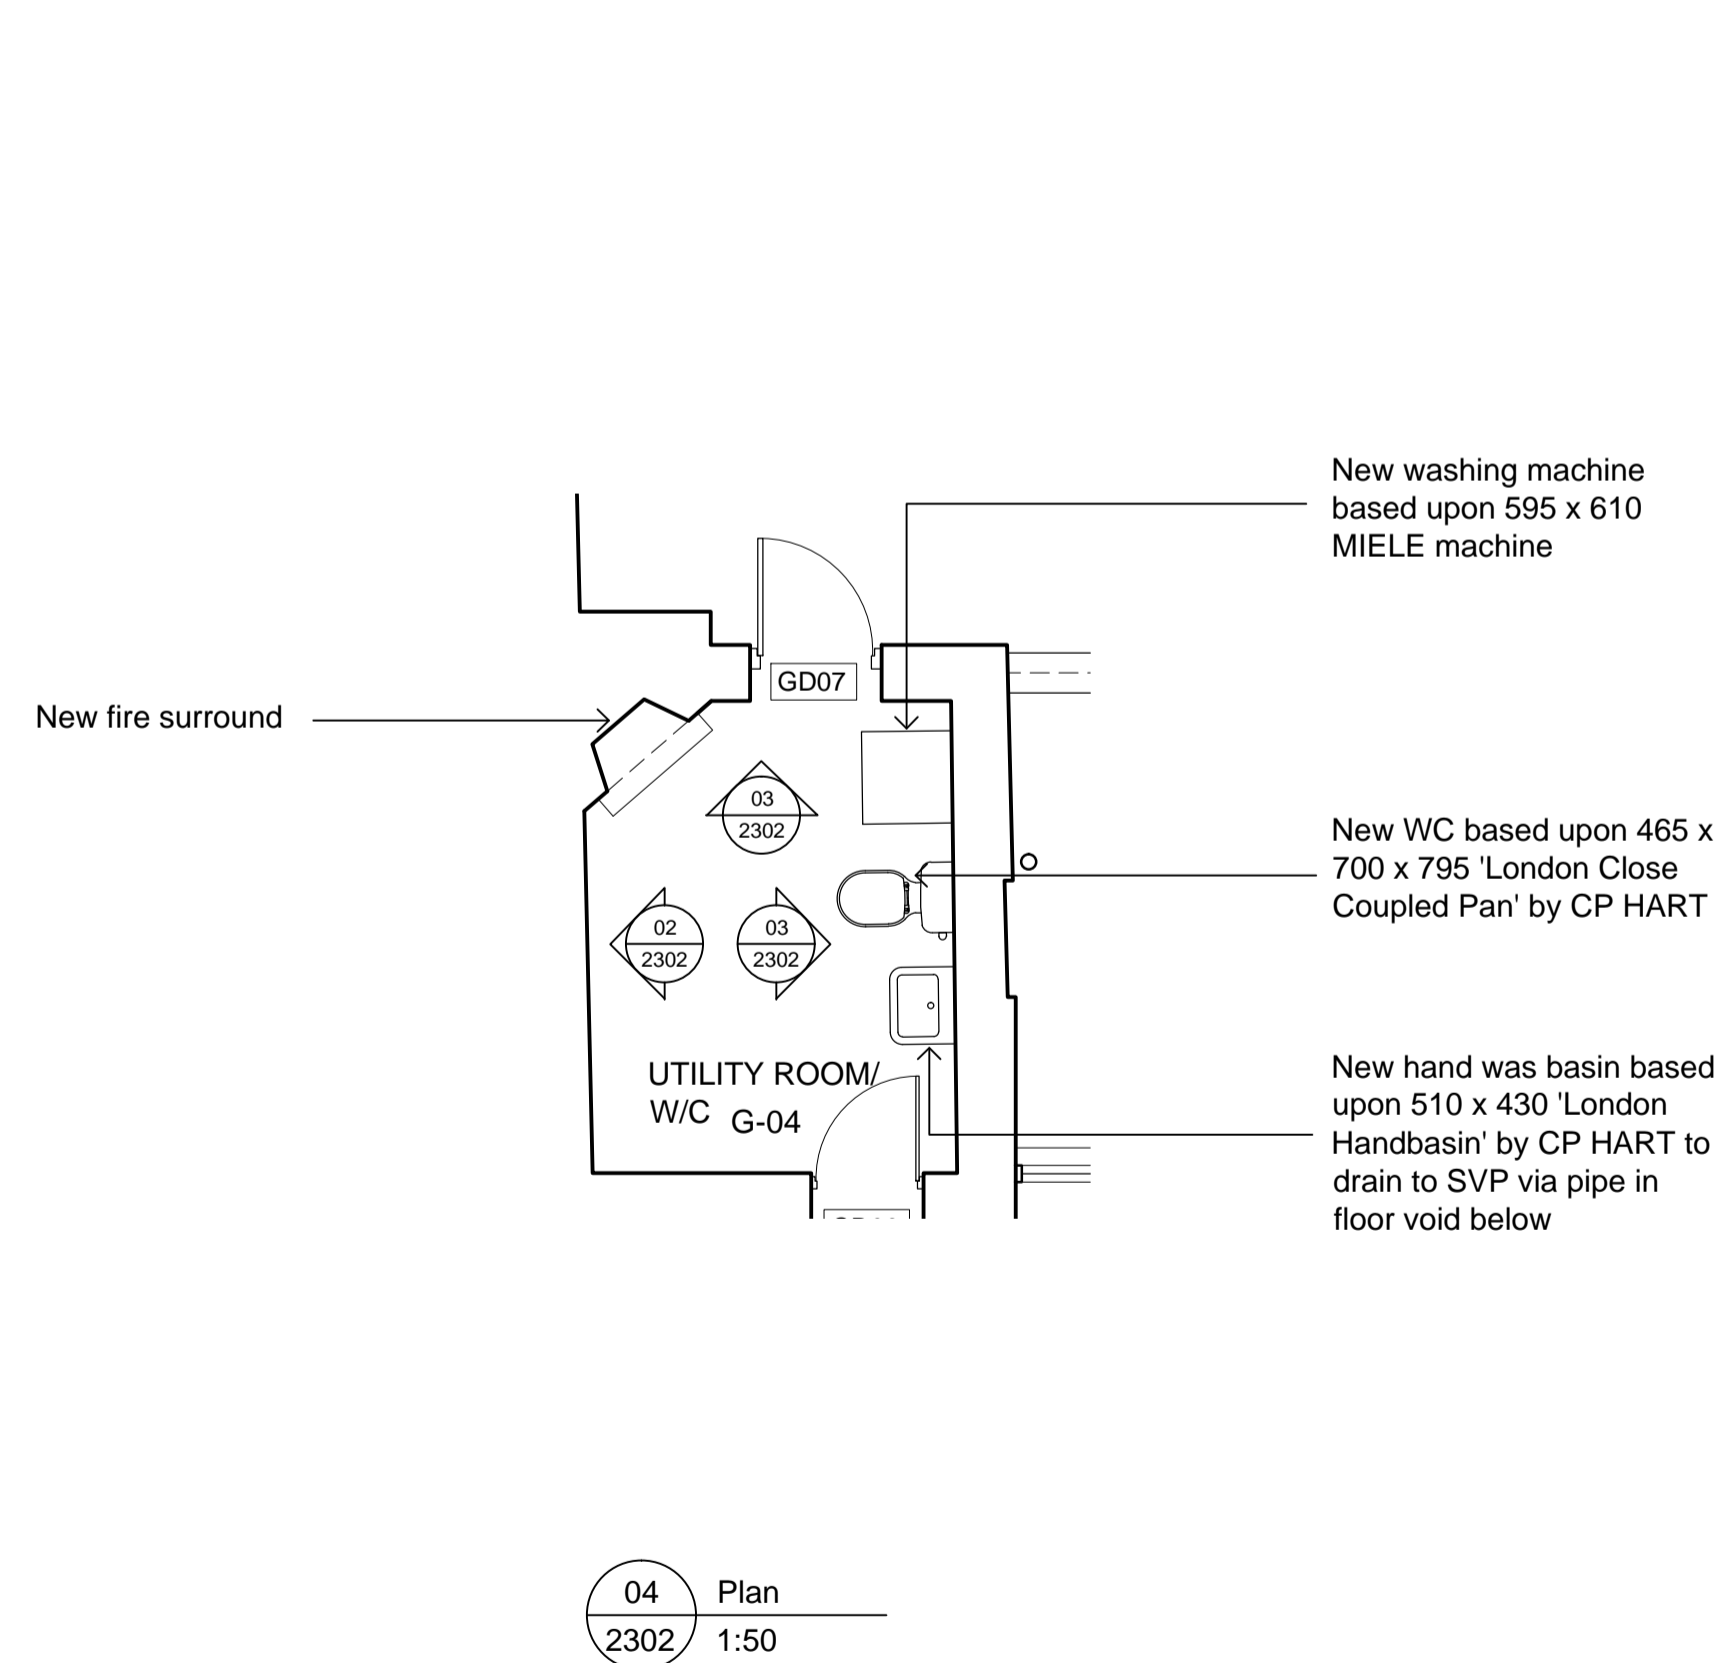 New washing machine
based upon 595 x 610
MIELE machine
GD07
New fire surround
03
2302
New WC based upon 465 x
700 x 795 'London Close
Coupled Pan' by CP HART
02
2302
03
2302
UTILITY ROOM/
W/C G-04
New hand was basin based
upon 510 x 430 'London
Handbasin' by CP HART to
drain to SVP via pipe in
floor void below
04 Plan
2302 1:50